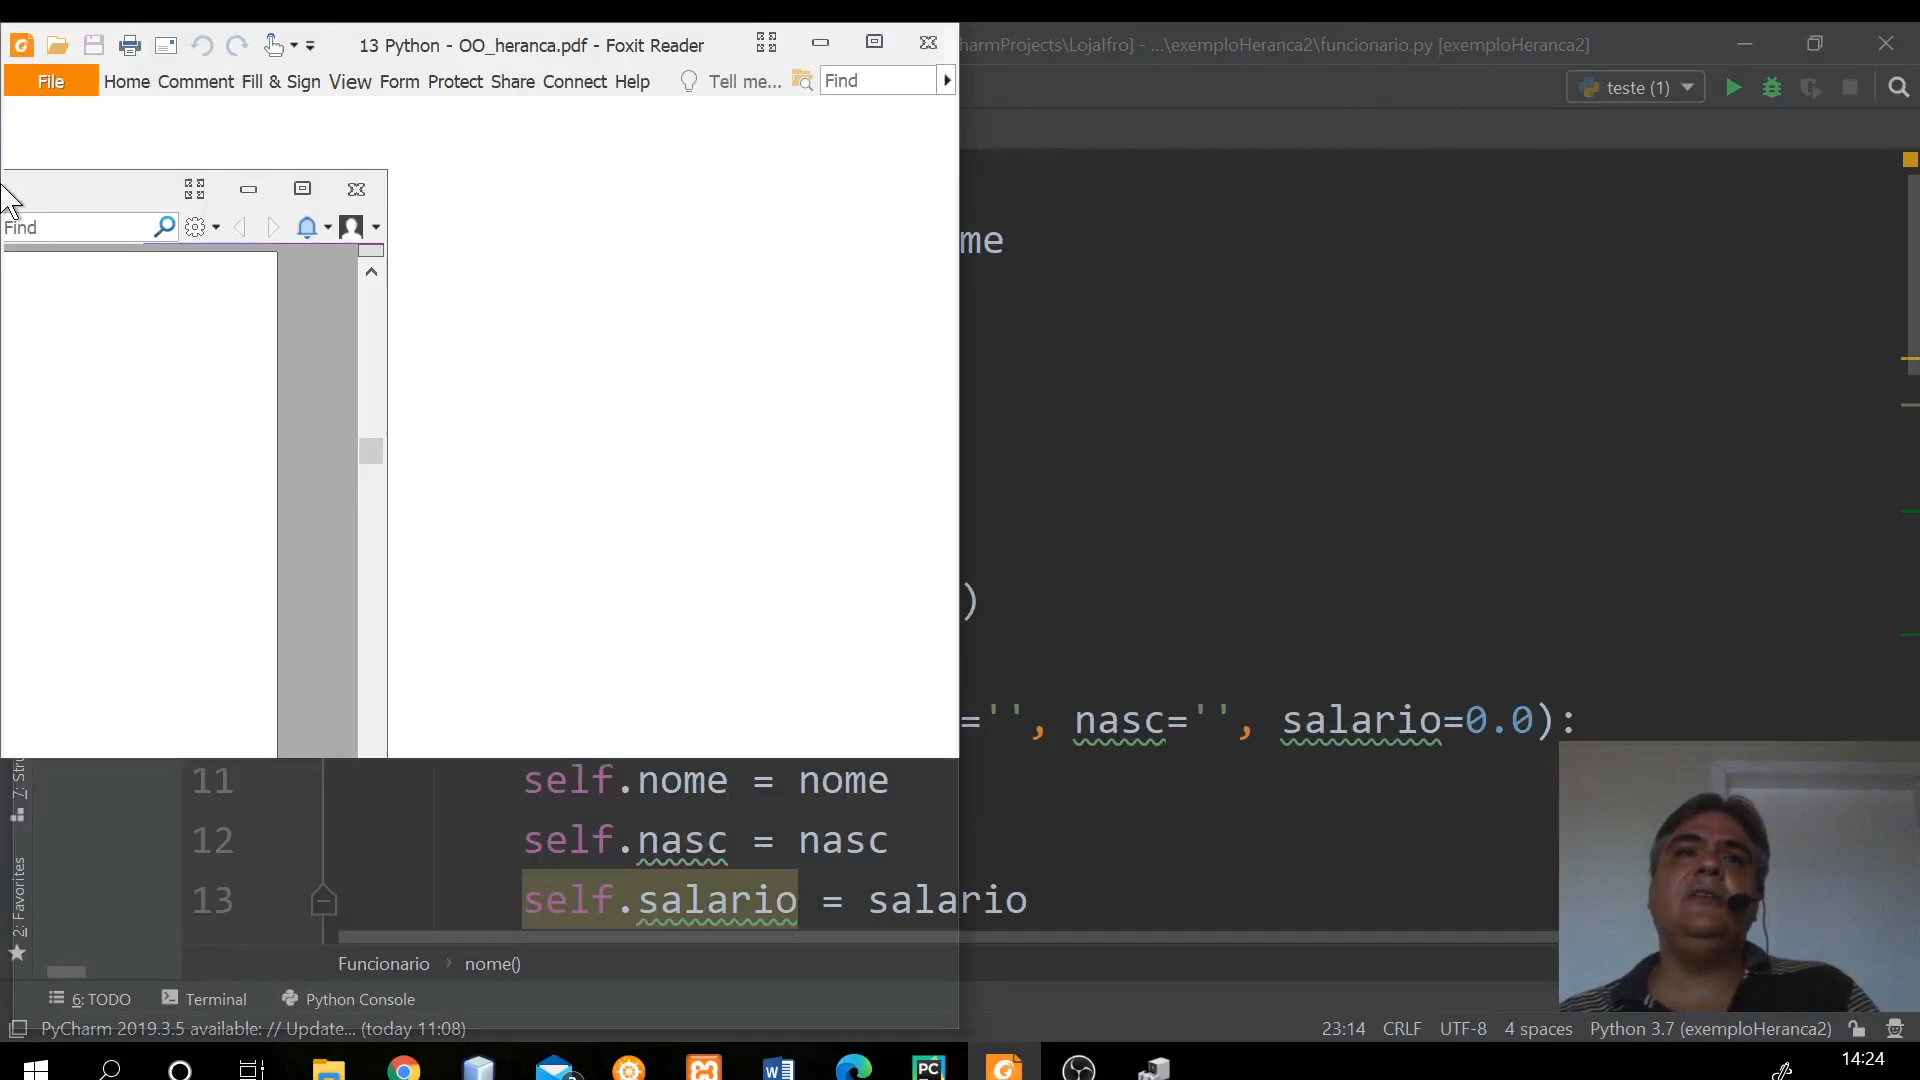 13 Python - OO_heranca.pdf - Foxit Reader
armProjects\LojaIfro] - ...\exemploHeranca2\funcionario.py [exemploHeranca2]
File Home Comment Fill & Sign View Form Protect Share Connect Help Tell me... Find
teste (1)
Find
me
)
='', nasc='', salario=0.0):
11 self.nome = nome
12 self.nasc = nasc
13 self.salario = salario
7: Stru
2: Favorites
Funcionario › nome()
6: TODO Terminal Python Console
PyCharm 2019.3.5 available: // Update... (today 11:08)
23:14 CRLF UTF-8 4 spaces Python 3.7 (exemploHeranca2)
PC
14:24